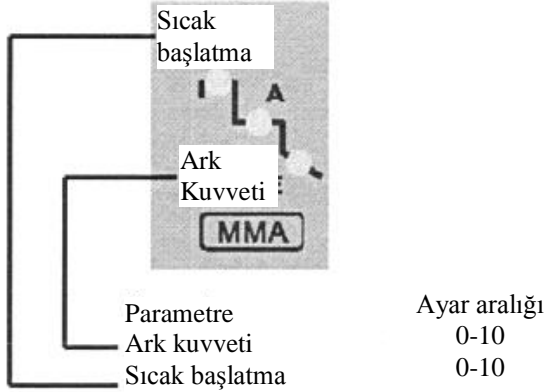 Sıcak
başlatma
A
Ark
Kuvveti
MMA
Parametre
Ayar aralığı
Ark kuvveti
0-10
Sıcak başlatma
0-10